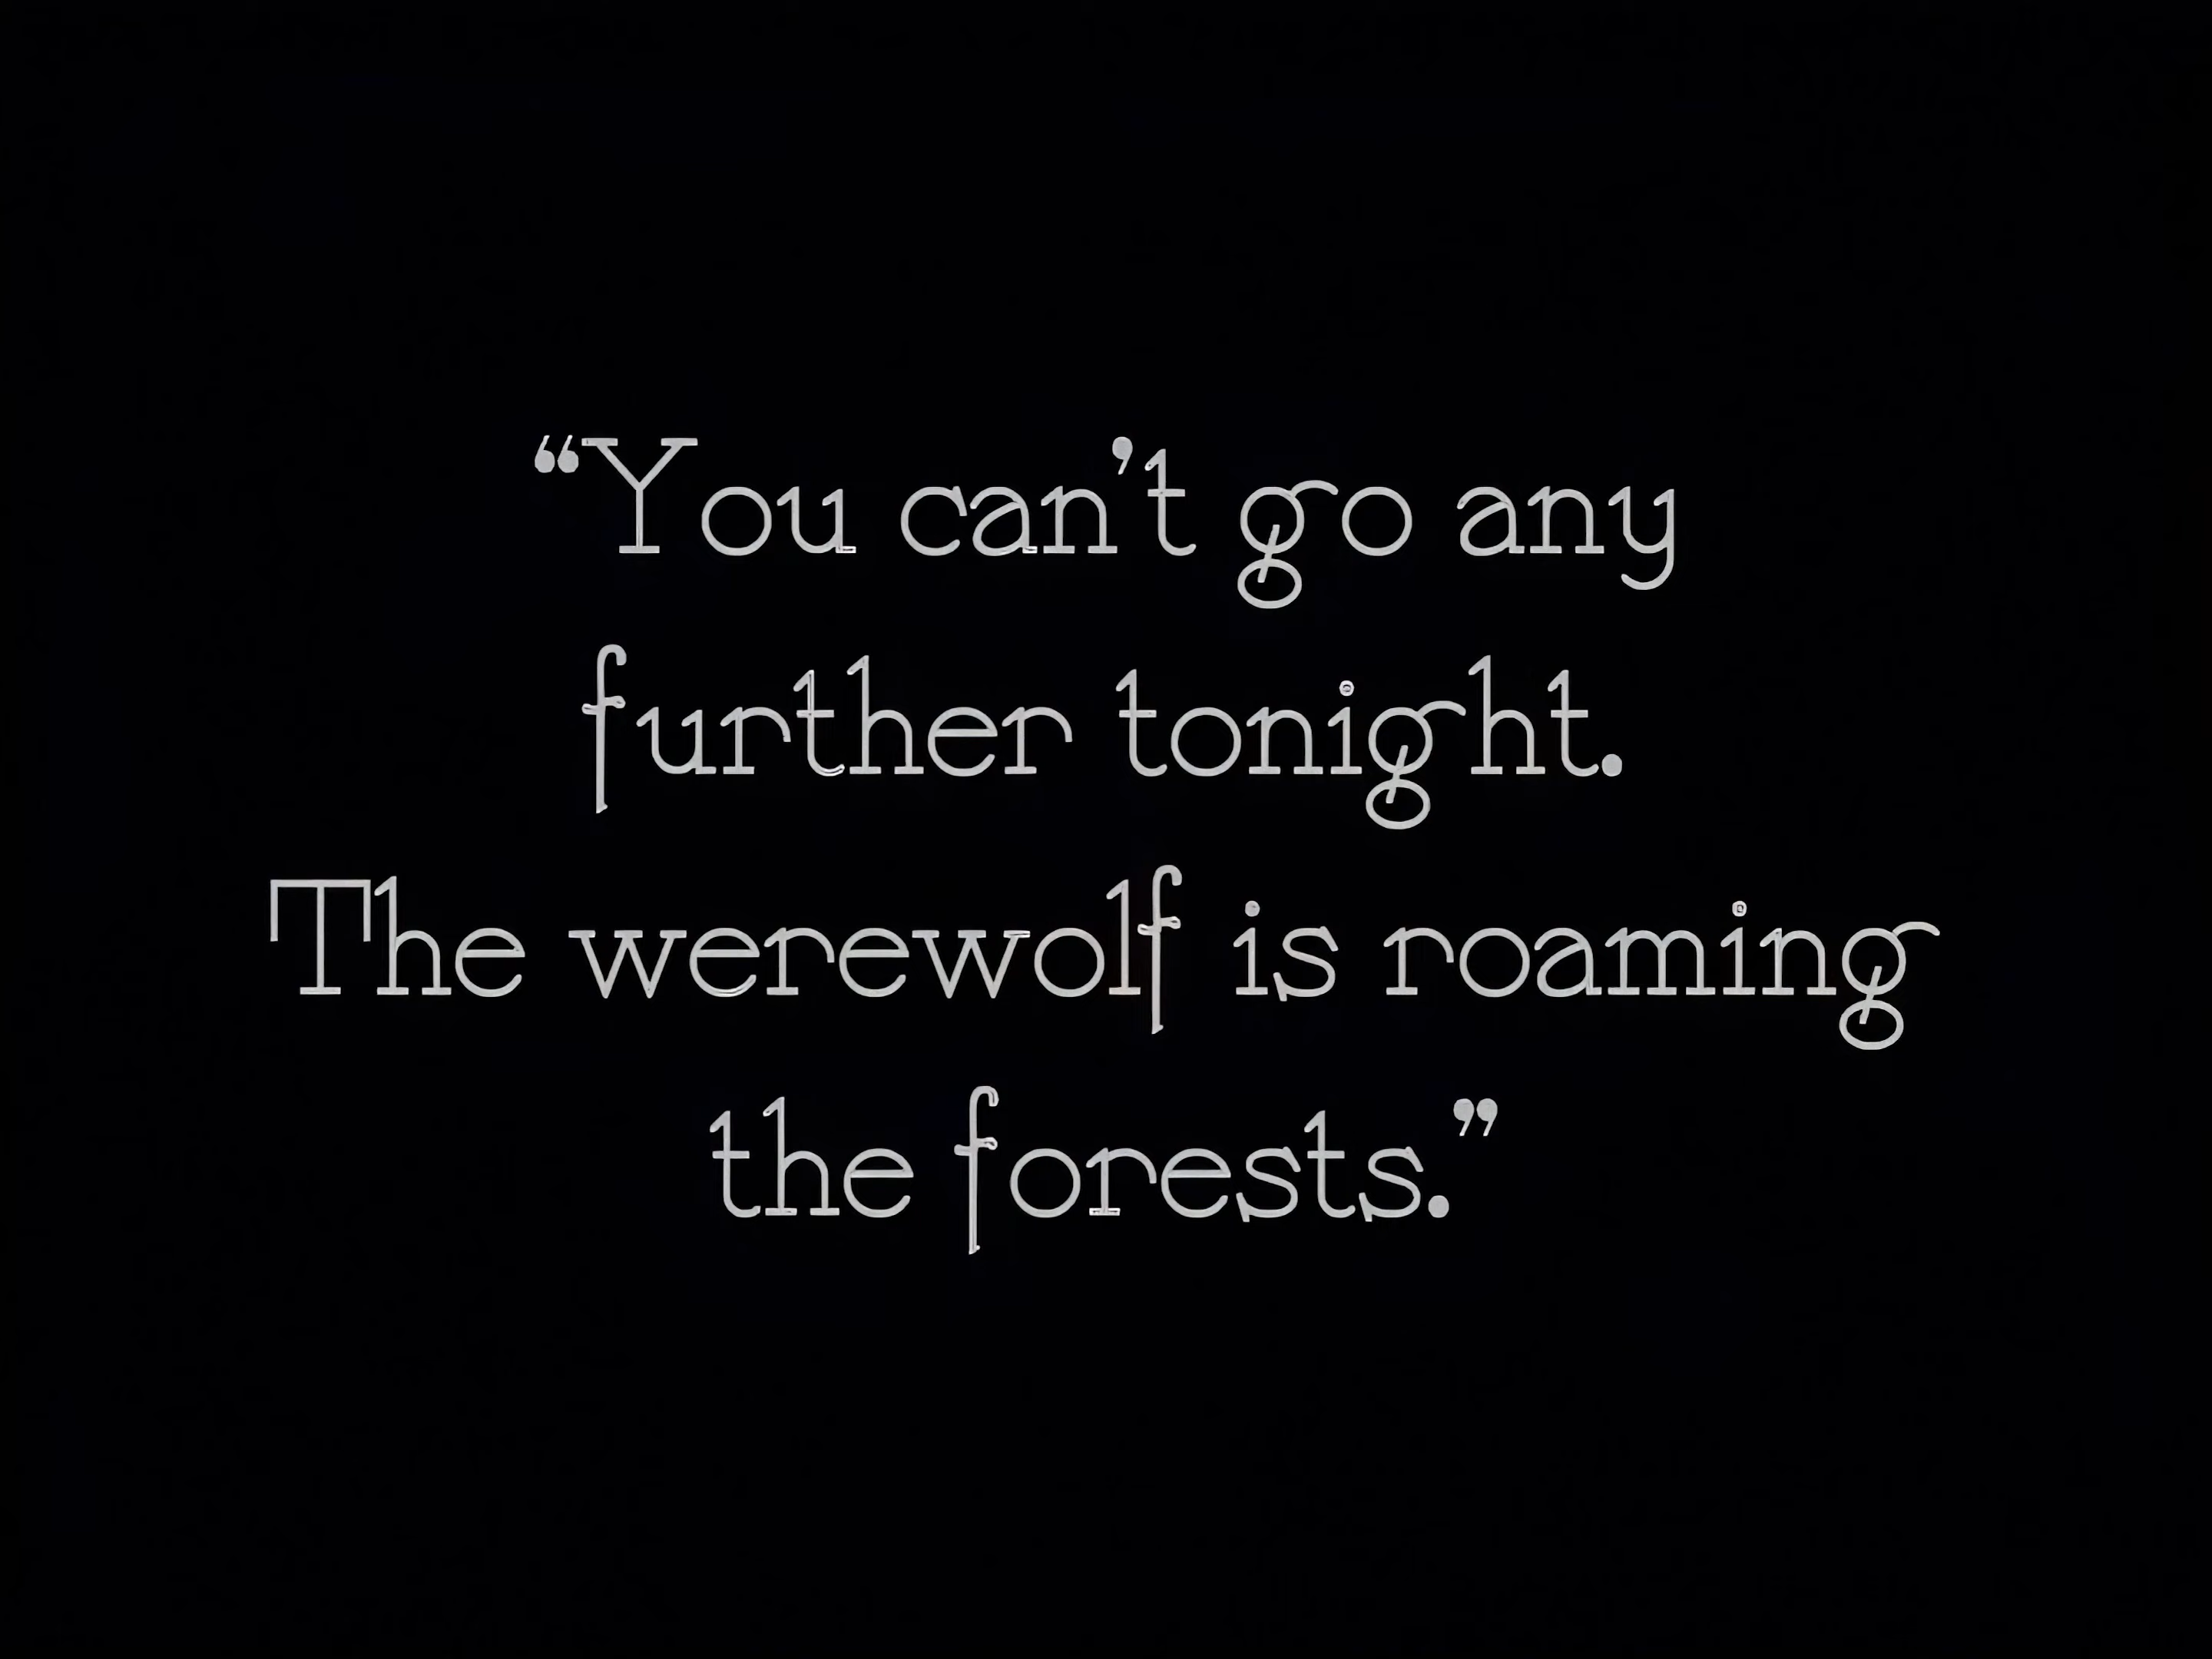 “You can’t go any
further tonight.
The werewolf is roaming
the forests.”